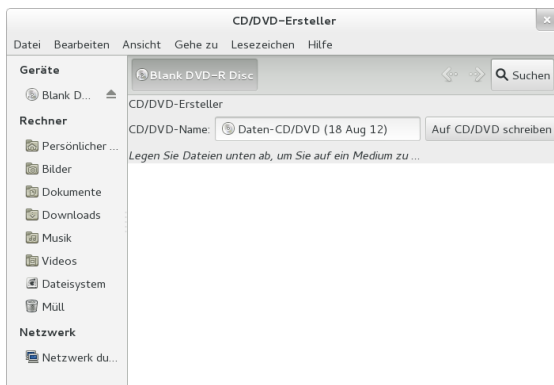 CD/DVD-Ersteller
Datei Bearbeiten Ansicht Gehe zu Lesezeichen Hilfe
Geräte
Blank D...
Rechner
Persönlicher ...
Bilder
Dokumente
Downloads
Musik
Videos
Dateisystem
Müll
Netzwerk
Netzwerk du...
Blank DVD-R Disc
Suchen
CD/DVD-Ersteller
CD/DVD-Name: Daten-CD/DVD (18 Aug 12) Auf CD/DVD schreiben
Legen Sie Dateien unten ab, um Sie auf ein Medium zu ...